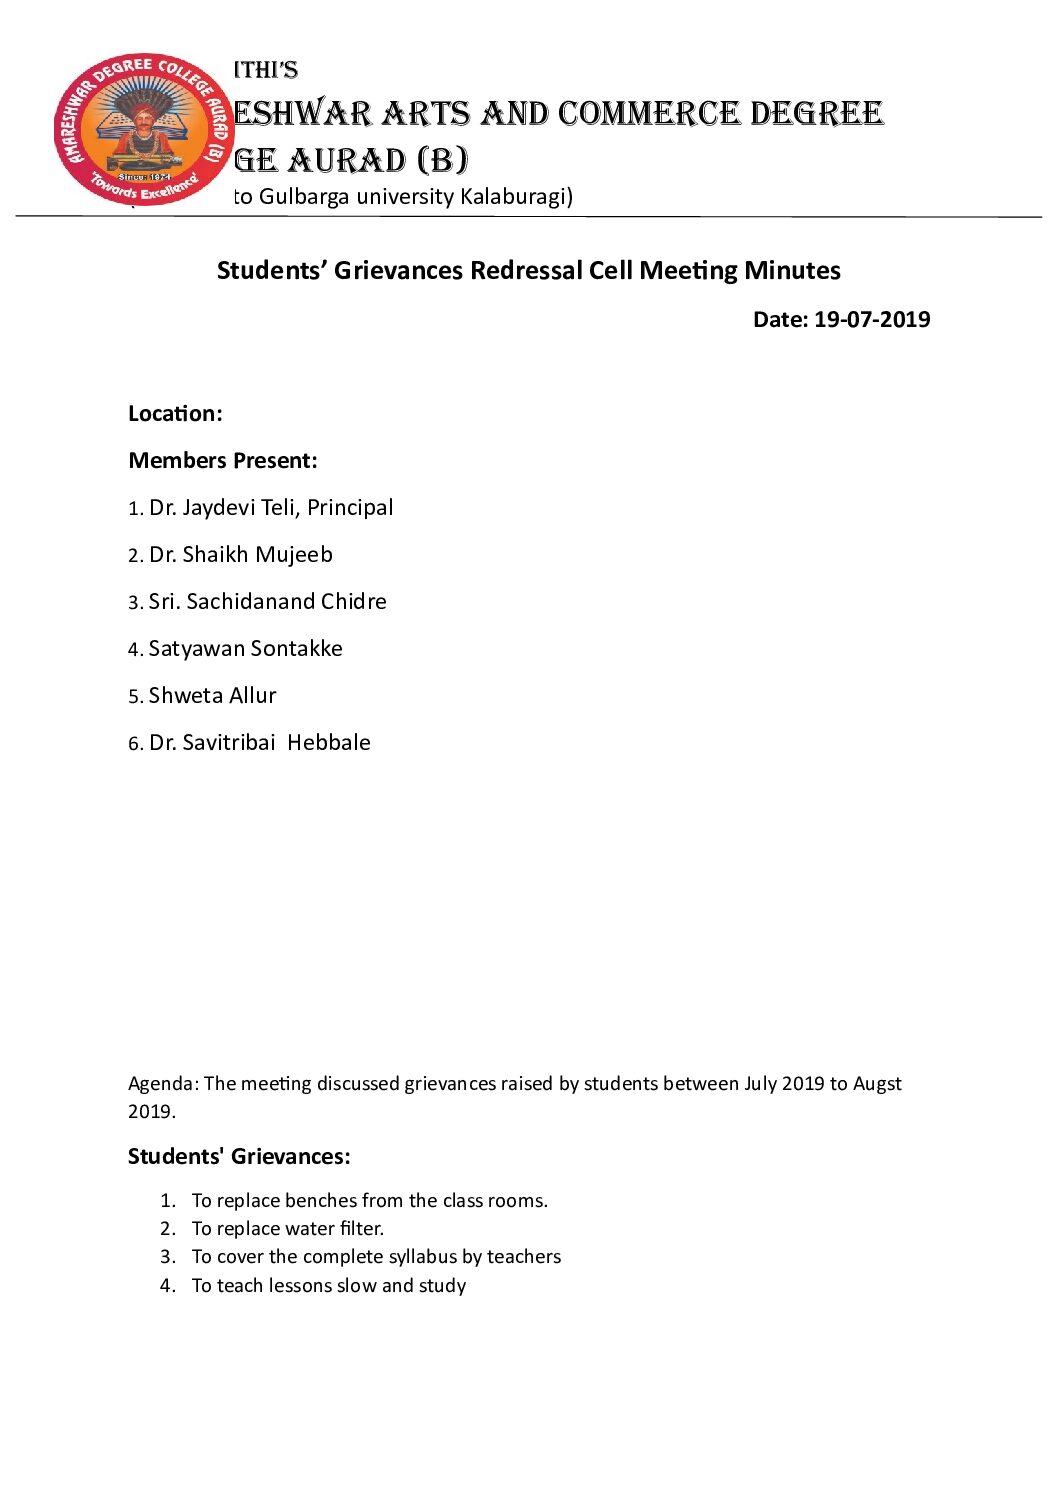 AMARESHWAR DEGREE COLLEGE AURAD (B)
Since: 1974
'Towards Excellence'
ITHI'S
ESHWAR ARTS AND COMMERCE DEGREE
GE AURAD (B)
( to Gulbarga university Kalaburagi)
Students’ Grievances Redressal Cell Meeting Minutes
Date: 19-07-2019
Location:
Members Present:
1. Dr. Jaydevi Teli, Principal
2. Dr. Shaikh Mujeeb
3. Sri. Sachidanand Chidre
4. Satyawan Sontakke
5. Shweta Allur
6. Dr. Savitribai  Hebbale
Agenda: The meeting discussed grievances raised by students between July 2019 to Augst
2019.
Students' Grievances:
1. To replace benches from the class rooms.
2. To replace water filter.
3. To cover the complete syllabus by teachers
4. To teach lessons slow and study